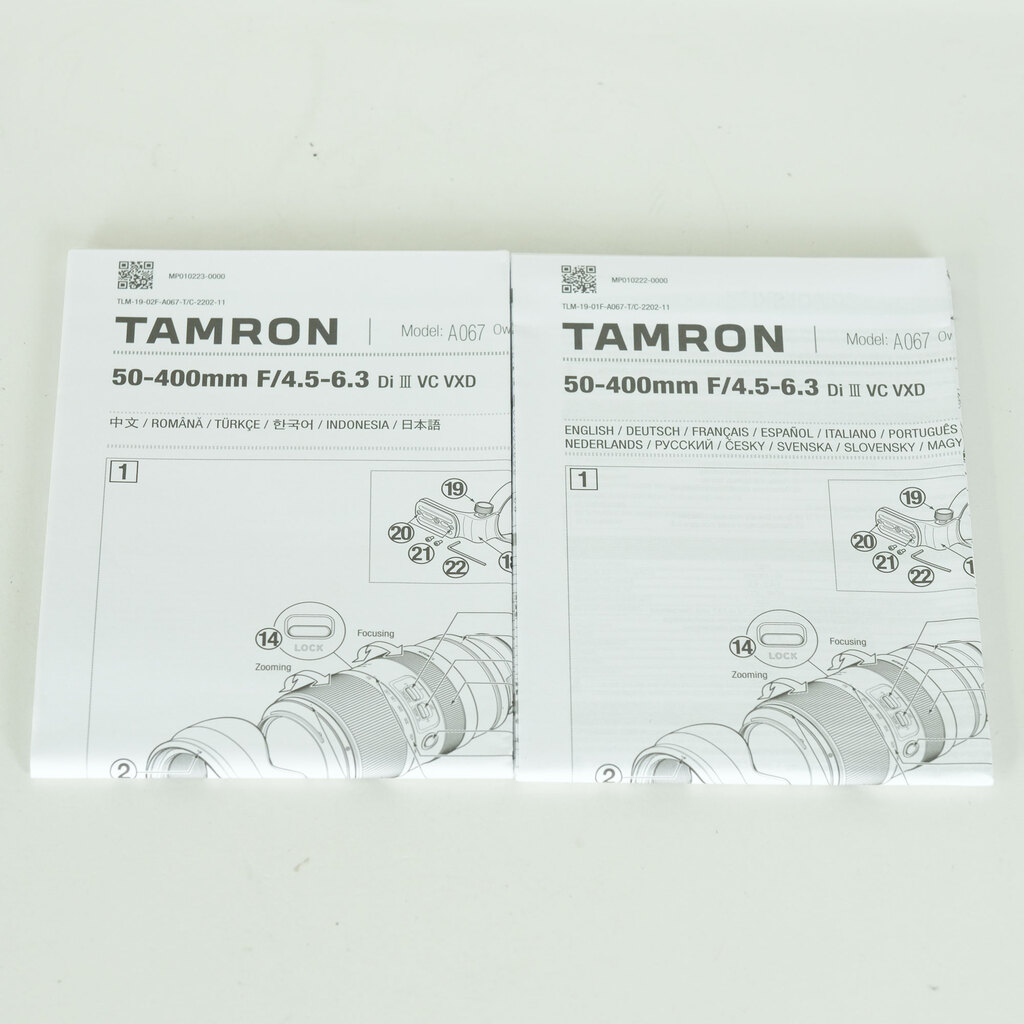 MP010223-0000
TLM-19-02F-A067-T/C-2202-11
TAMRON | Model: A067 Ow
50-400mm F/4.5-6.3 Di III VC VXD
中文 / ROMÂNĂ / TÜRKÇE / 한국어 / INDONESIA / 日本語
1
19
20
21
22
18
14
LOCK
Focusing
Zooming
2
MP010222-0000
TLM-19-01F-A067-T/C-2202-11
TAMRON | Model: A067 Ow
50-400mm F/4.5-6.3 Di III VC VXD
ENGLISH / DEUTSCH / FRANÇAIS / ESPAÑOL / ITALIANO / PORTUGUÊS
NEDERLANDS / РУССКИЙ / ČESKY / SVENSKA / SLOVENSKY / MAGY
1
19
20
21
22
14
LOCK
Focusing
Zooming
2